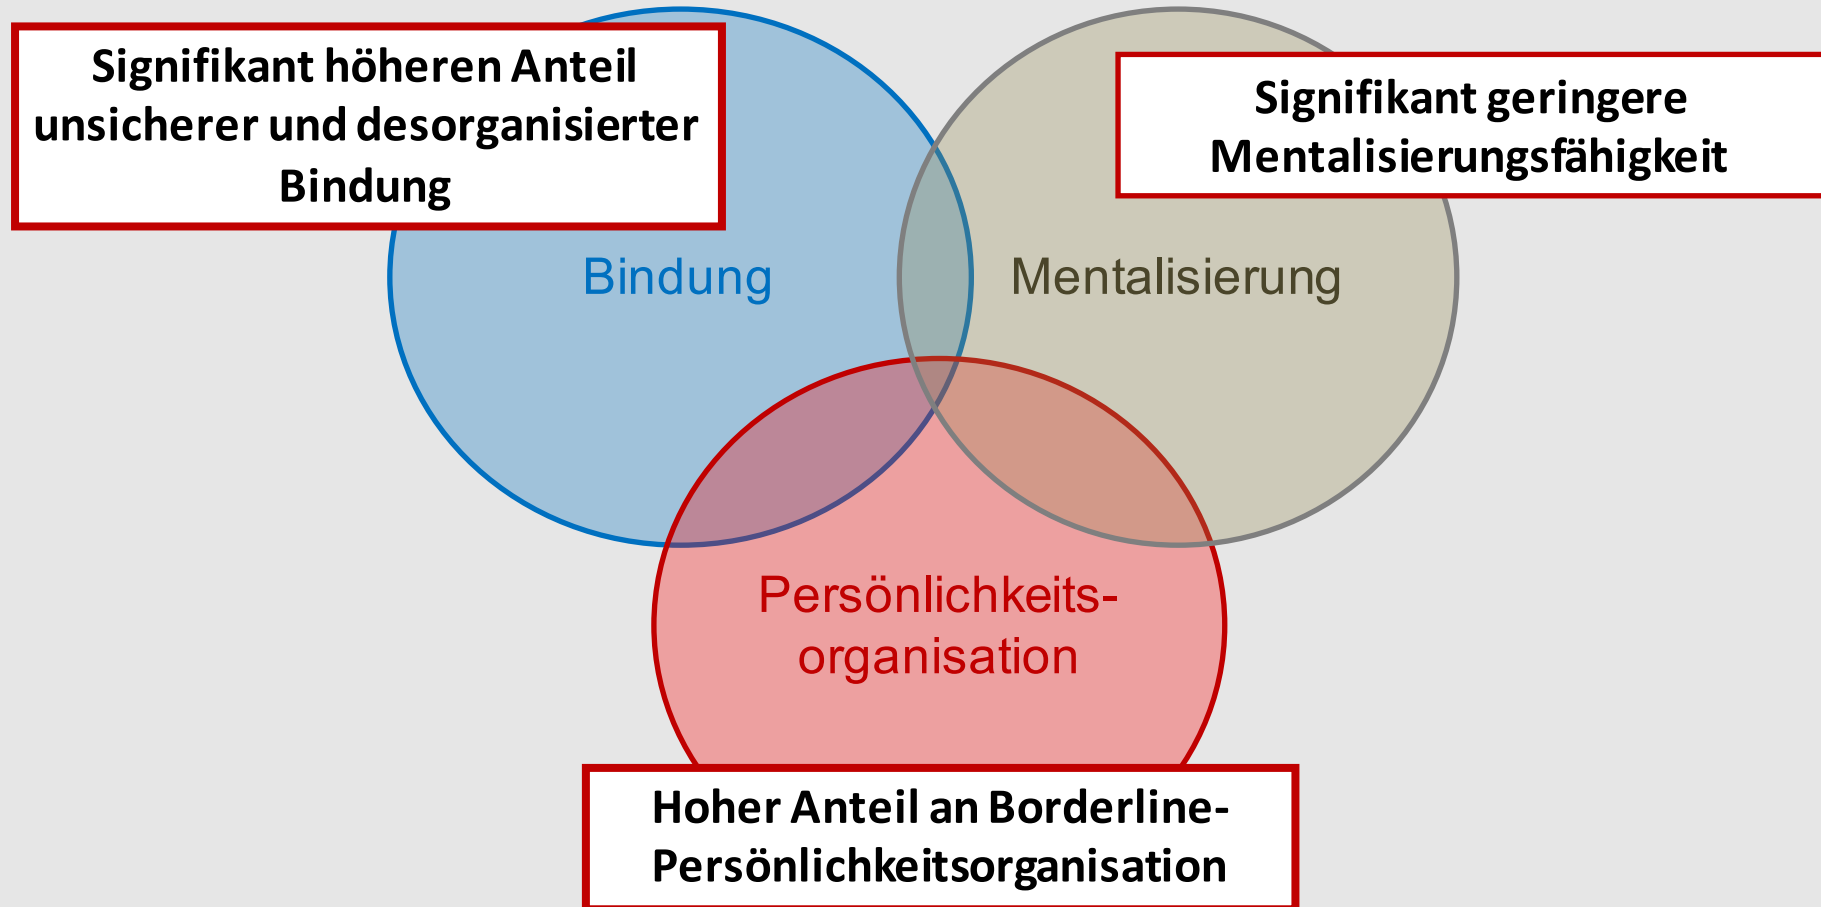 Signifikant höheren Anteil
unsicherer und desorganisierter
Bindung
Signifikant geringere
Mentalisierungsfähigkeit
Bindung
Mentalisierung
Persönlichkeits-
organisation
Hoher Anteil an Borderline-
Persönlichkeitsorganisation